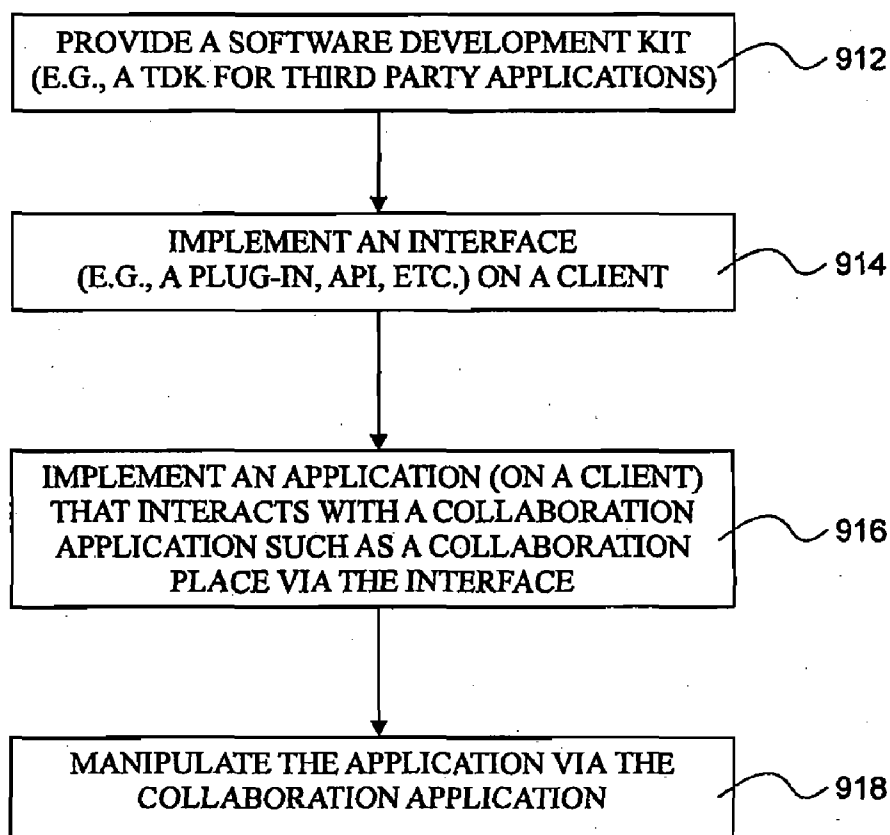 PROVIDE A SOFTWARE DEVELOPMENT KIT
(E.G., A TDK FOR THIRD PARTY APPLICATIONS)
912
IMPLEMENT AN INTERFACE
(E.G., A PLUG-IN, API, ETC.) ON A CLIENT
914
IMPLEMENT AN APPLICATION (ON A CLIENT)
THAT INTERACTS WITH A COLLABORATION
APPLICATION SUCH AS A COLLABORATION
PLACE VIA THE INTERFACE
916
MANIPULATE THE APPLICATION VIA THE
COLLABORATION APPLICATION
918